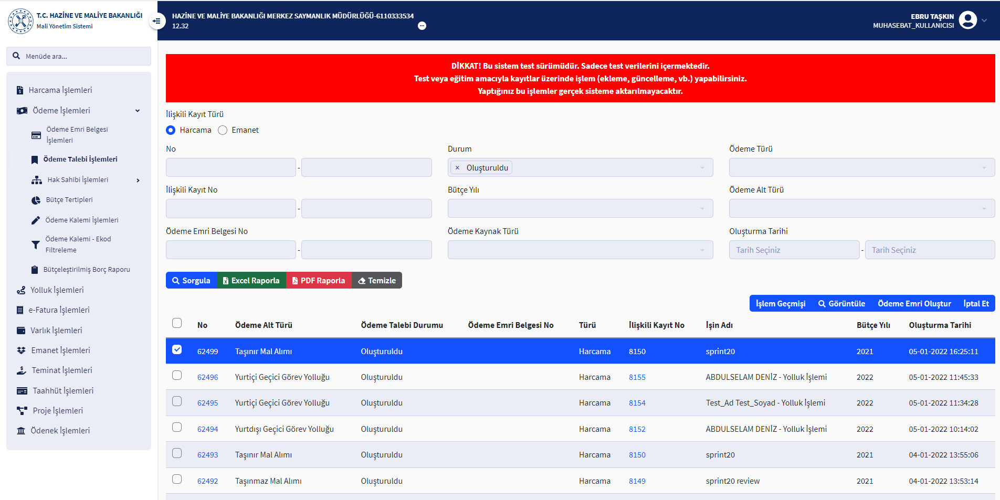 T.C. HAZİNE VE MALİYE BAKANLIĞI
Mali Yönetim Sistemi
HAZİNE VE MALİYE BAKANLIĞI MERKEZ SAYMANLIK MÜDÜRLÜĞÜ-6110333534
12.32
EBRU TAŞKIN
MUHASEBAT_KULLANICISI
Menüde ara...
Harcama İşlemleri
Ödeme İşlemleri
Ödeme Emri Belgesi
İşlemleri
Ödeme Talebi İşlemleri
Hak Sahibi İşlemleri
Bütçe Tertipleri
Ödeme Kalemi İşlemleri
Ödeme Kalemi - Ekod
Filtreleme
Bütçeleştirilmiş Borç Raporu
Yolluk İşlemleri
e-Fatura İşlemleri
Varlık İşlemleri
Emanet İşlemleri
Teminat İşlemleri
Taahhüt İşlemleri
Proje İşlemleri
Ödenek İşlemleri
DİKKAT! Bu sistem test sürümüdür. Sadece test verilerini içermektedir.
Test veya eğitim amacıyla kayıtlar üzerinde işlem (ekleme, güncelleme, vb.) yapabilirsiniz.
Yaptığınız bu işlemler gerçek sisteme aktarılmayacaktır.
İlişkili Kayıt Türü
Harcama Emanet
No Durum Ödeme Türü
- × Oluşturuldu
İlişkili Kayıt No Bütçe Yılı Ödeme Alt Türü
-
Ödeme Emri Belgesi No Ödeme Kaynak Türü Oluşturma Tarihi
- Tarih Seçiniz - Tarih Seçiniz
Sorgula Excel Raporla PDF Raporla Temizle
İşlem Geçmişi Görüntüle Ödeme Emri Oluştur İptal Et
No Ödeme Alt Türü Ödeme Talebi Durumu Ödeme Emri Belgesi No Türü İlişkili Kayıt No İşin Adı Bütçe Yılı Oluşturma Tarihi
62499 Taşınır Mal Alımı Oluşturuldu Harcama 8150 sprint20 2021 05-01-2022 16:25:11
62496 Yurtiçi Geçici Görev Yolluğu Oluşturuldu Harcama 8155 ABDULSELAM DENİZ - Yolluk İşlemi 2022 05-01-2022 11:45:33
62495 Yurtiçi Geçici Görev Yolluğu Oluşturuldu Harcama 8154 Test_Ad Test_Soyad - Yolluk İşlemi 2022 05-01-2022 11:34:28
62494 Yurtdışı Geçici Görev Yolluğu Oluşturuldu Harcama 8152 ABDULSELAM DENİZ - Yolluk İşlemi 2022 05-01-2022 10:14:02
62493 Taşınır Mal Alımı Oluşturuldu Harcama 8150 sprint20 2021 04-01-2022 13:55:06
62492 Taşınmaz Mal Alımı Oluşturuldu Harcama 8149 sprint20 review 2021 04-01-2022 13:53:14